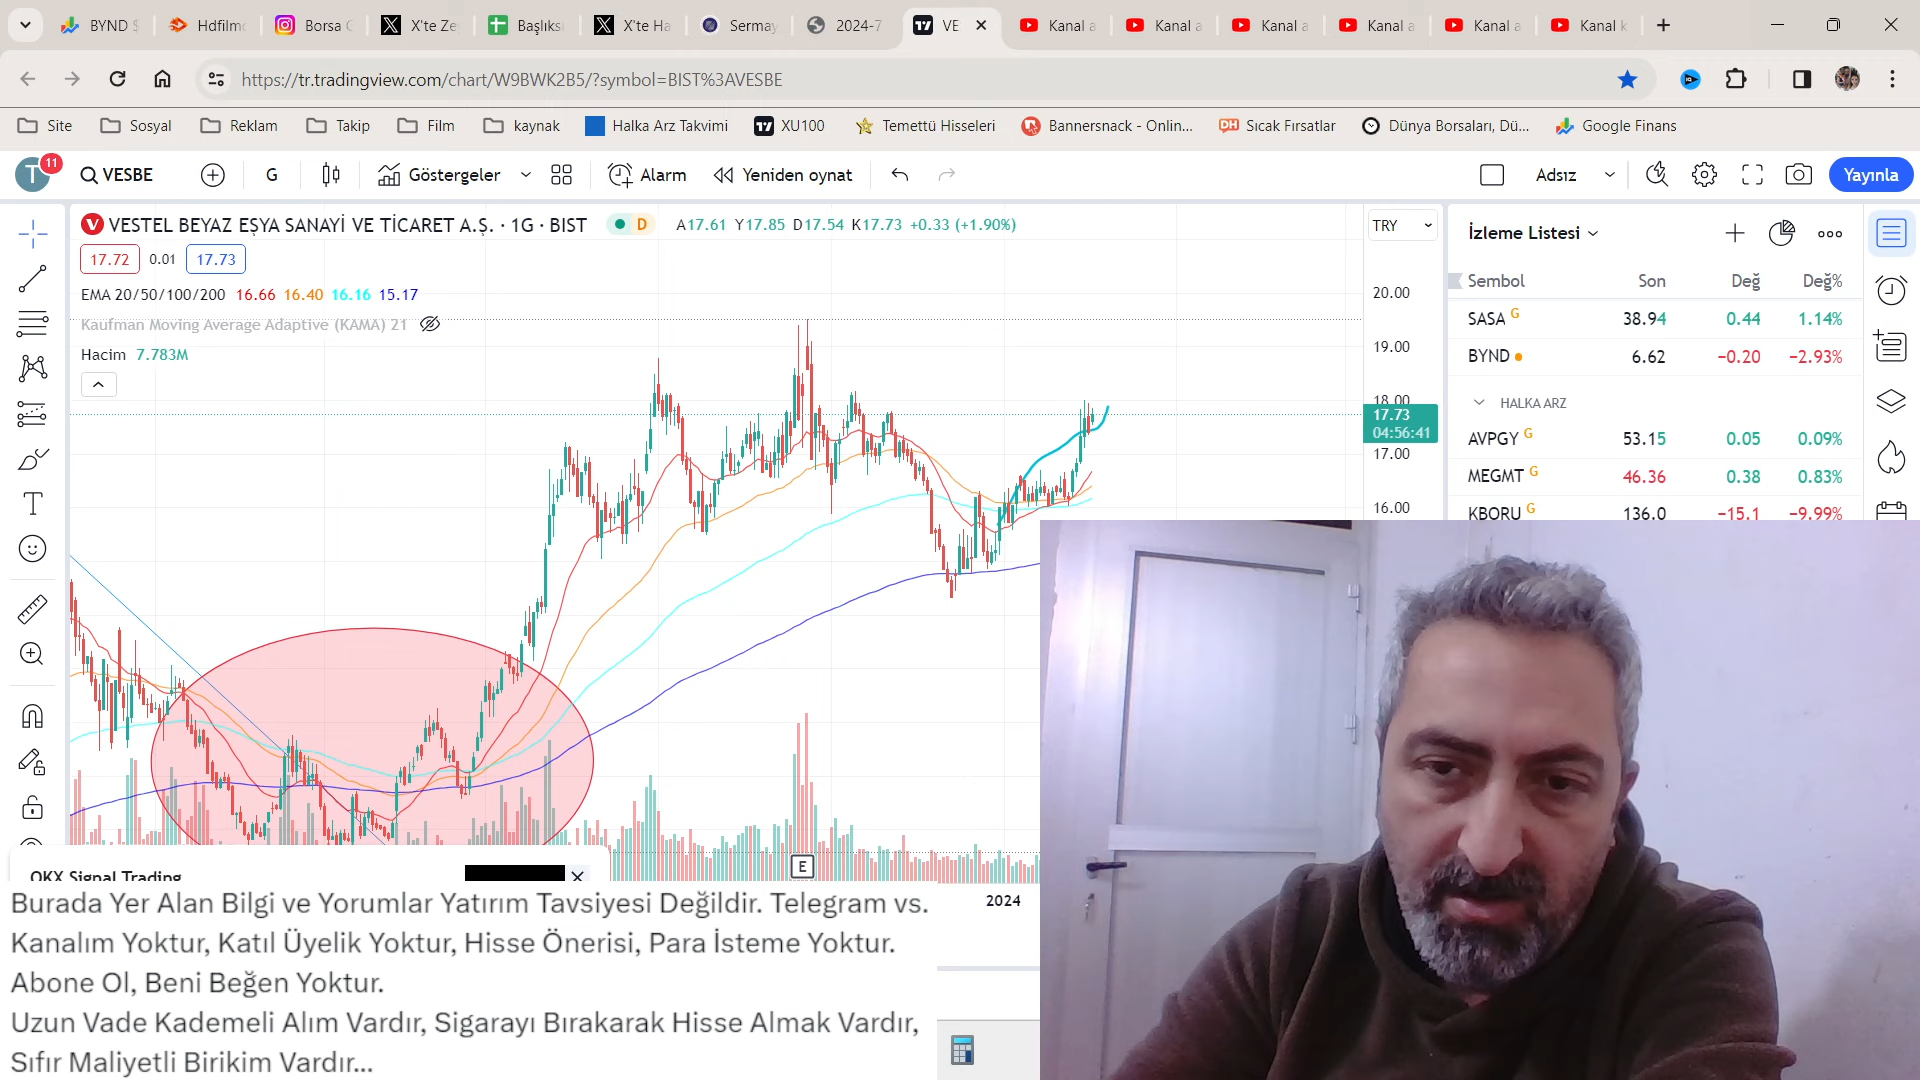 BYND $
Hdfilmc
Borsa G
X'te Ze
Başlıksı
X'te Ha
Sermay
2024-7
VE
Kanal a
Kanal a
Kanal a
Kanal a
Kanal a
Kanal k
https://tr.tradingview.com/chart/W9BWK2B5/?symbol=BIST%3AVESBE
Site
Sosyal
Reklam
Takip
Film
kaynak
Halka Arz Takvimi
XU100
Temettü Hisseleri
Bannersnack - Onlin...
DH Sıcak Fırsatlar
Dünya Borsaları, Dü...
Google Finans
T 11
VESBE
G
Göstergeler
Alarm
Yeniden oynat
Adsız
Yayınla
VESTEL BEYAZ EŞYA SANAYİ VE TİCARET A.Ş. · 1G · BIST
D
A17.61 Y17.85 D17.54 K17.73 +0.33 (+1.90%)
TRY
17.72 0.01 17.73
EMA 20/50/100/200 16.66 16.40 16.16 15.17
Kaufman Moving Average Adaptive (KAMA) 21
Hacim 7.783M
20.00
19.00
18.00
17.73
04:56:41
17.00
16.00
İzleme Listesi
Sembol Son Değ Değ%
SASA G 38.94 0.44 1.14%
BYND 6.62 −0.20 −2.93%
HALKA ARZ
AVPGY G 53.15 0.05 0.09%
MEGMT G 46.36 0.38 0.83%
KBORU G 136.0 −15.1 −9.99%
E
2024
OKX Signal Trading
Burada Yer Alan Bilgi ve Yorumlar Yatırım Tavsiyesi Değildir. Telegram vs.
Kanalım Yoktur, Katıl Üyelik Yoktur, Hisse Önerisi, Para İsteme Yoktur.
Abone Ol, Beni Beğen Yoktur.
Uzun Vade Kademeli Alım Vardır, Sigarayı Bırakarak Hisse Almak Vardır,
Sıfır Maliyetli Birikim Vardır...